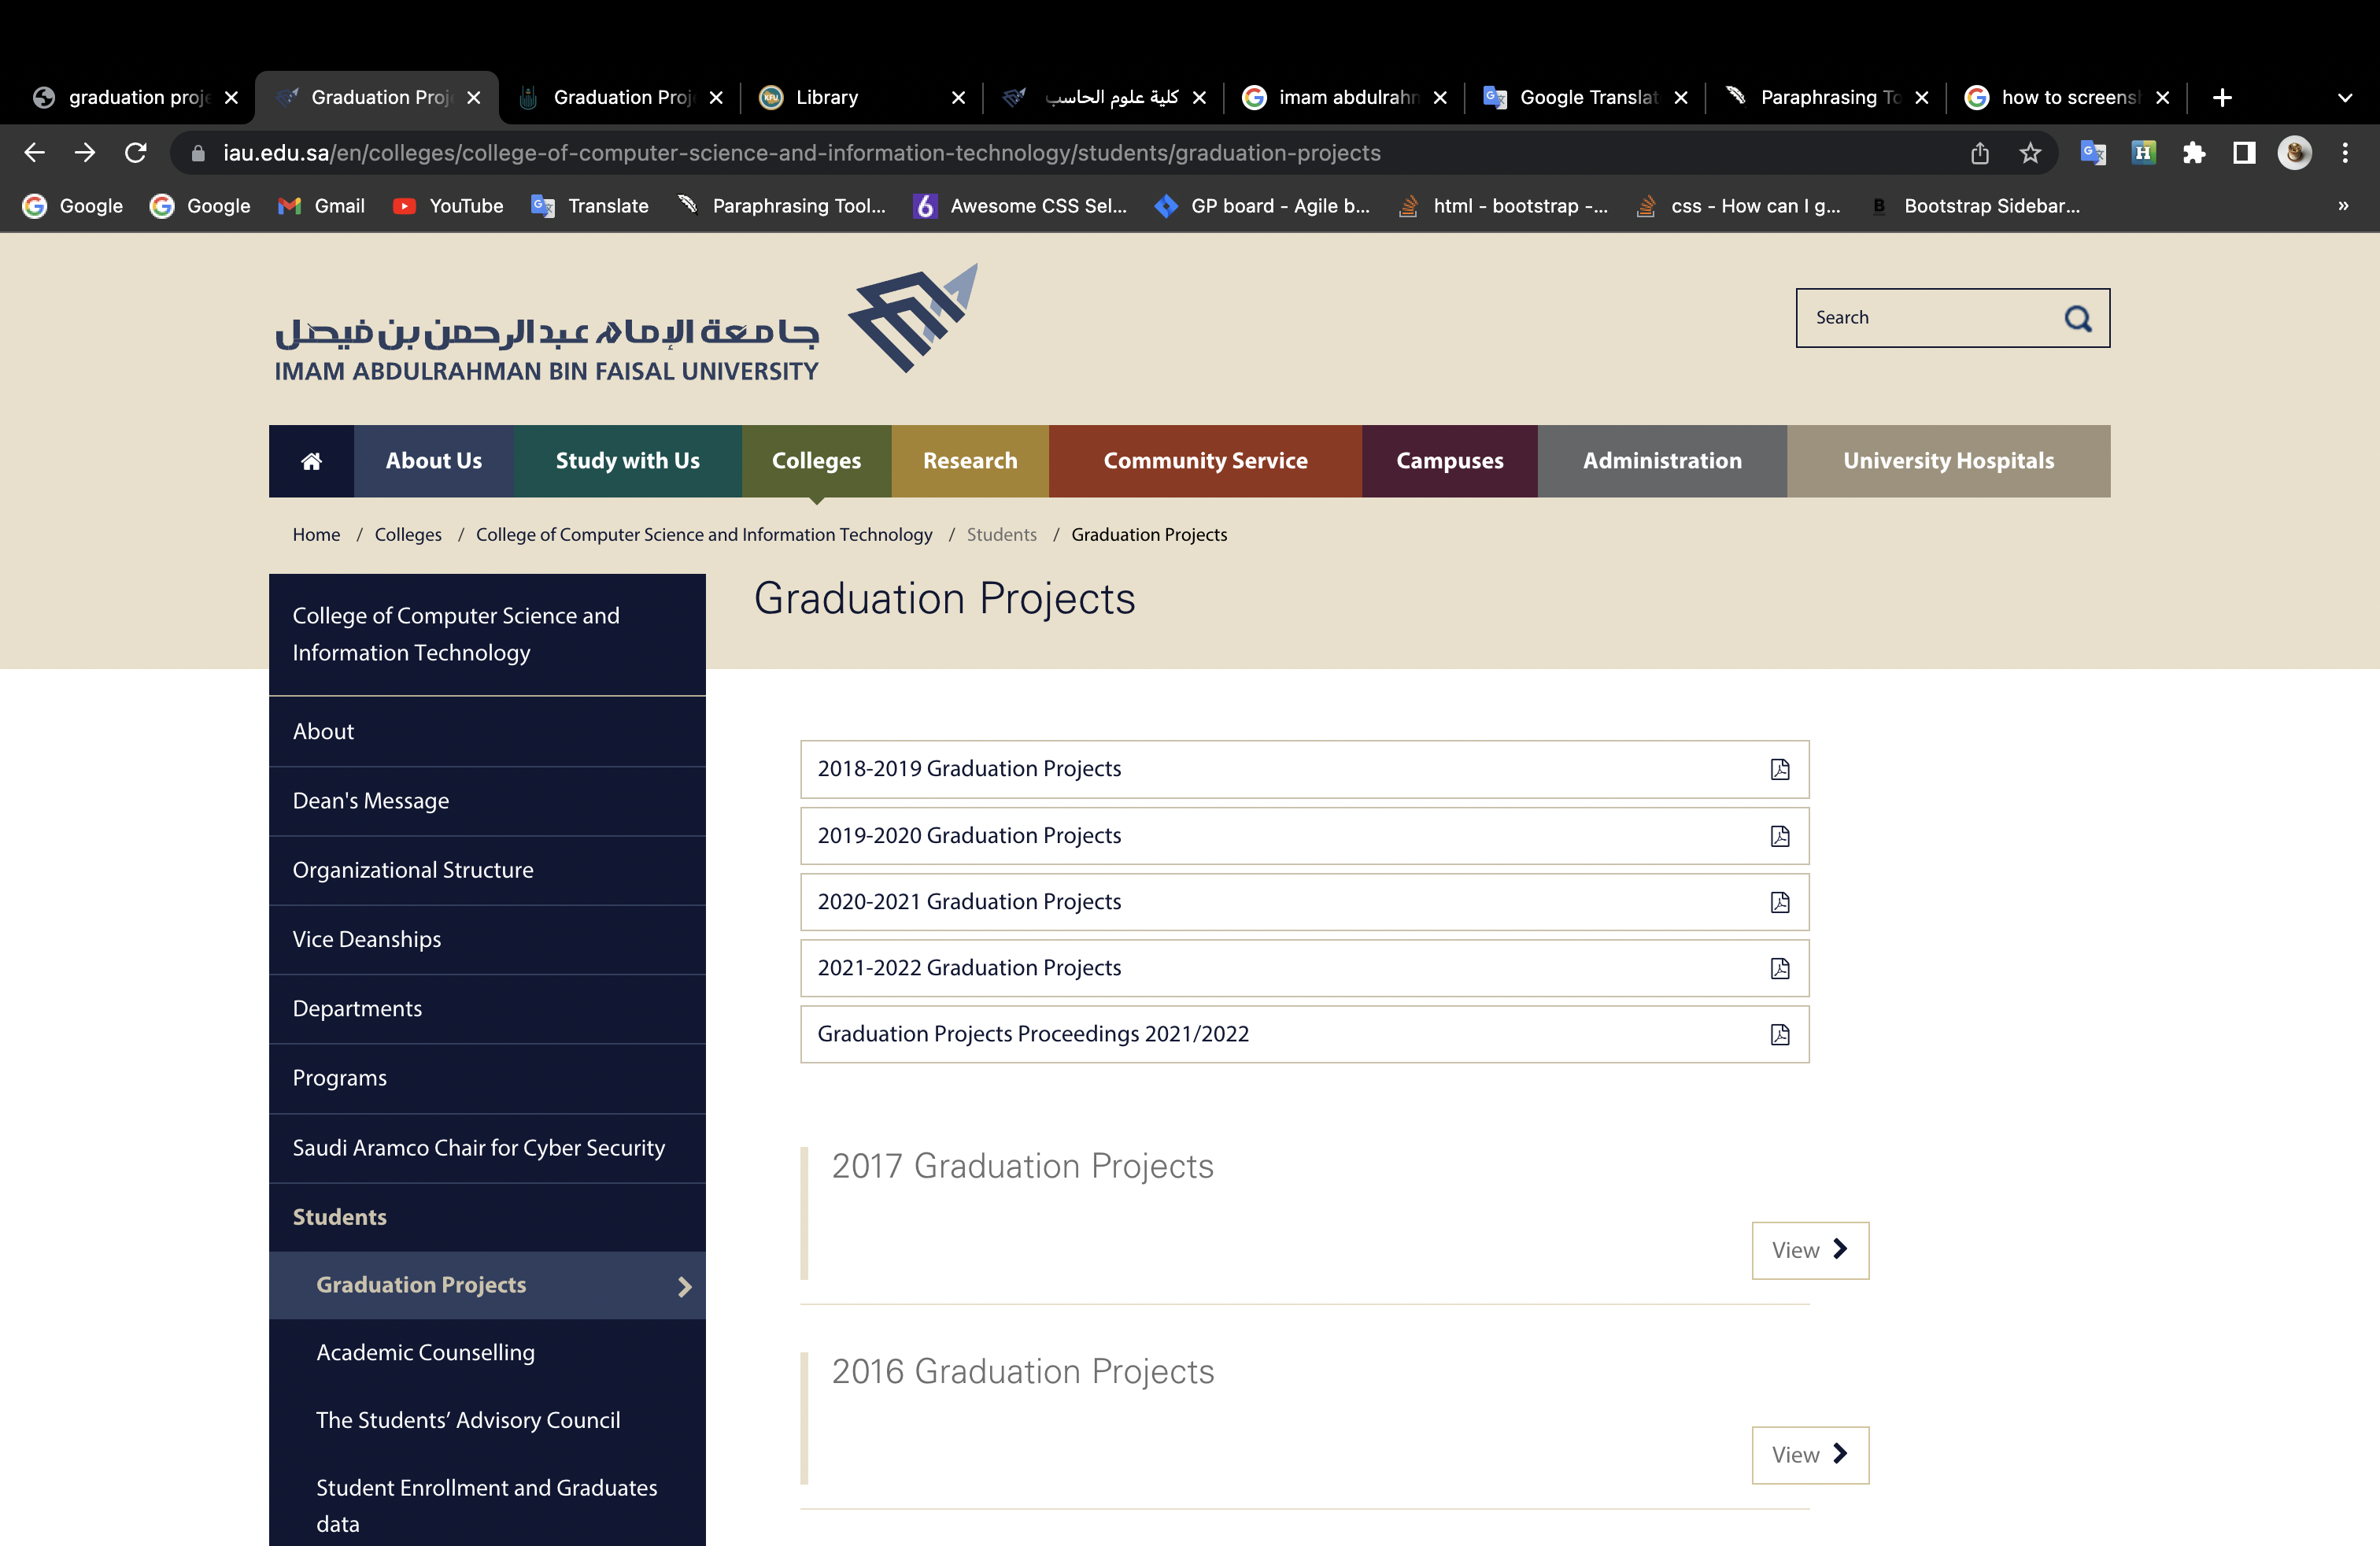 graduation proje
Graduation Proj
Graduation Proj
Library
كلية علوم الحاسب
imam abdulrahn
Google Translat
Paraphrasing To
how to screens
iau.edu.sa/en/colleges/college-of-computer-science-and-information-technology/students/graduation-projects
Google
Google
Gmail
YouTube
Translate
Paraphrasing Tool...
Awesome CSS Sel...
GP board - Agile b...
html - bootstrap -...
css - How can I g...
Bootstrap Sidebar...
جامعة الإمام عبدالرحمن بن فيصل
IMAM ABDULRAHMAN BIN FAISAL UNIVERSITY
Search
About Us
Study with Us
Colleges
Research
Community Service
Campuses
Administration
University Hospitals
Home / Colleges / College of Computer Science and Information Technology / Students / Graduation Projects
College of Computer Science and
Information Technology
About
Dean's Message
Organizational Structure
Vice Deanships
Departments
Programs
Saudi Aramco Chair for Cyber Security
Students
Graduation Projects
Academic Counselling
The Students’ Advisory Council
Student Enrollment and Graduates
data
Graduation Projects
2018-2019 Graduation Projects
2019-2020 Graduation Projects
2020-2021 Graduation Projects
2021-2022 Graduation Projects
Graduation Projects Proceedings 2021/2022
2017 Graduation Projects
View
2016 Graduation Projects
View